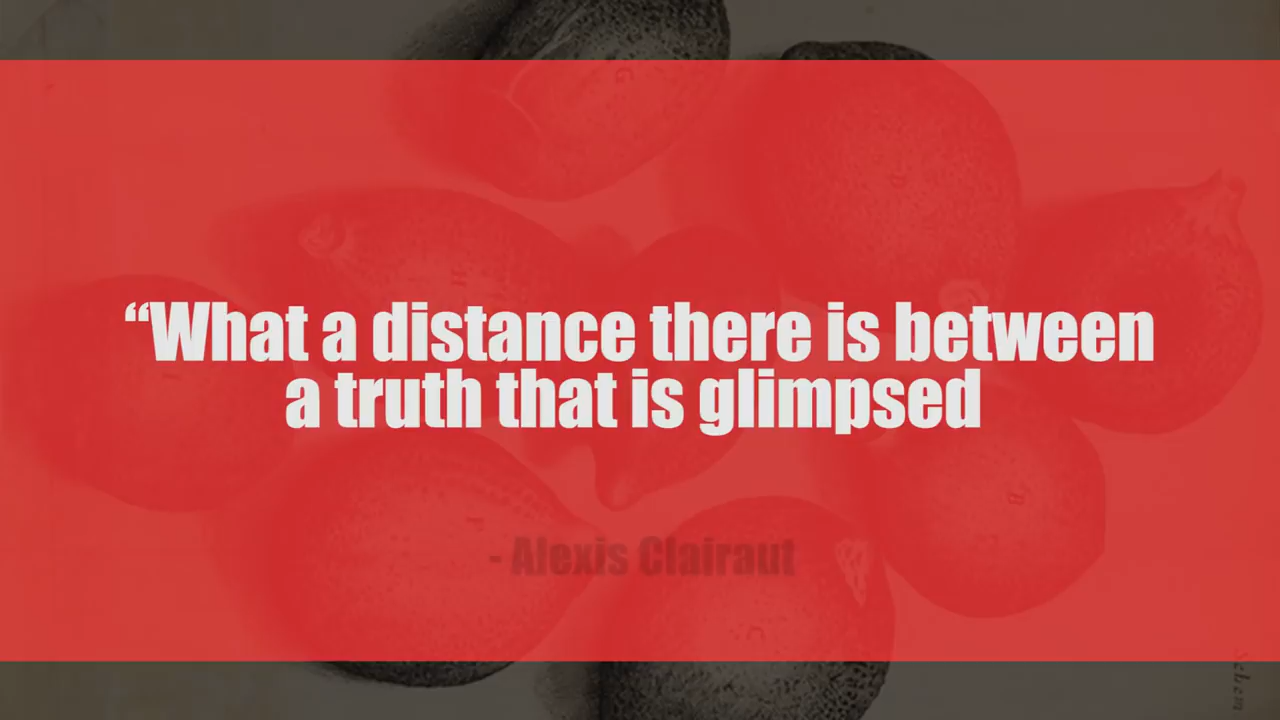 “What a distance there is between
a truth that is glimpsed
- Alexis Clairaut